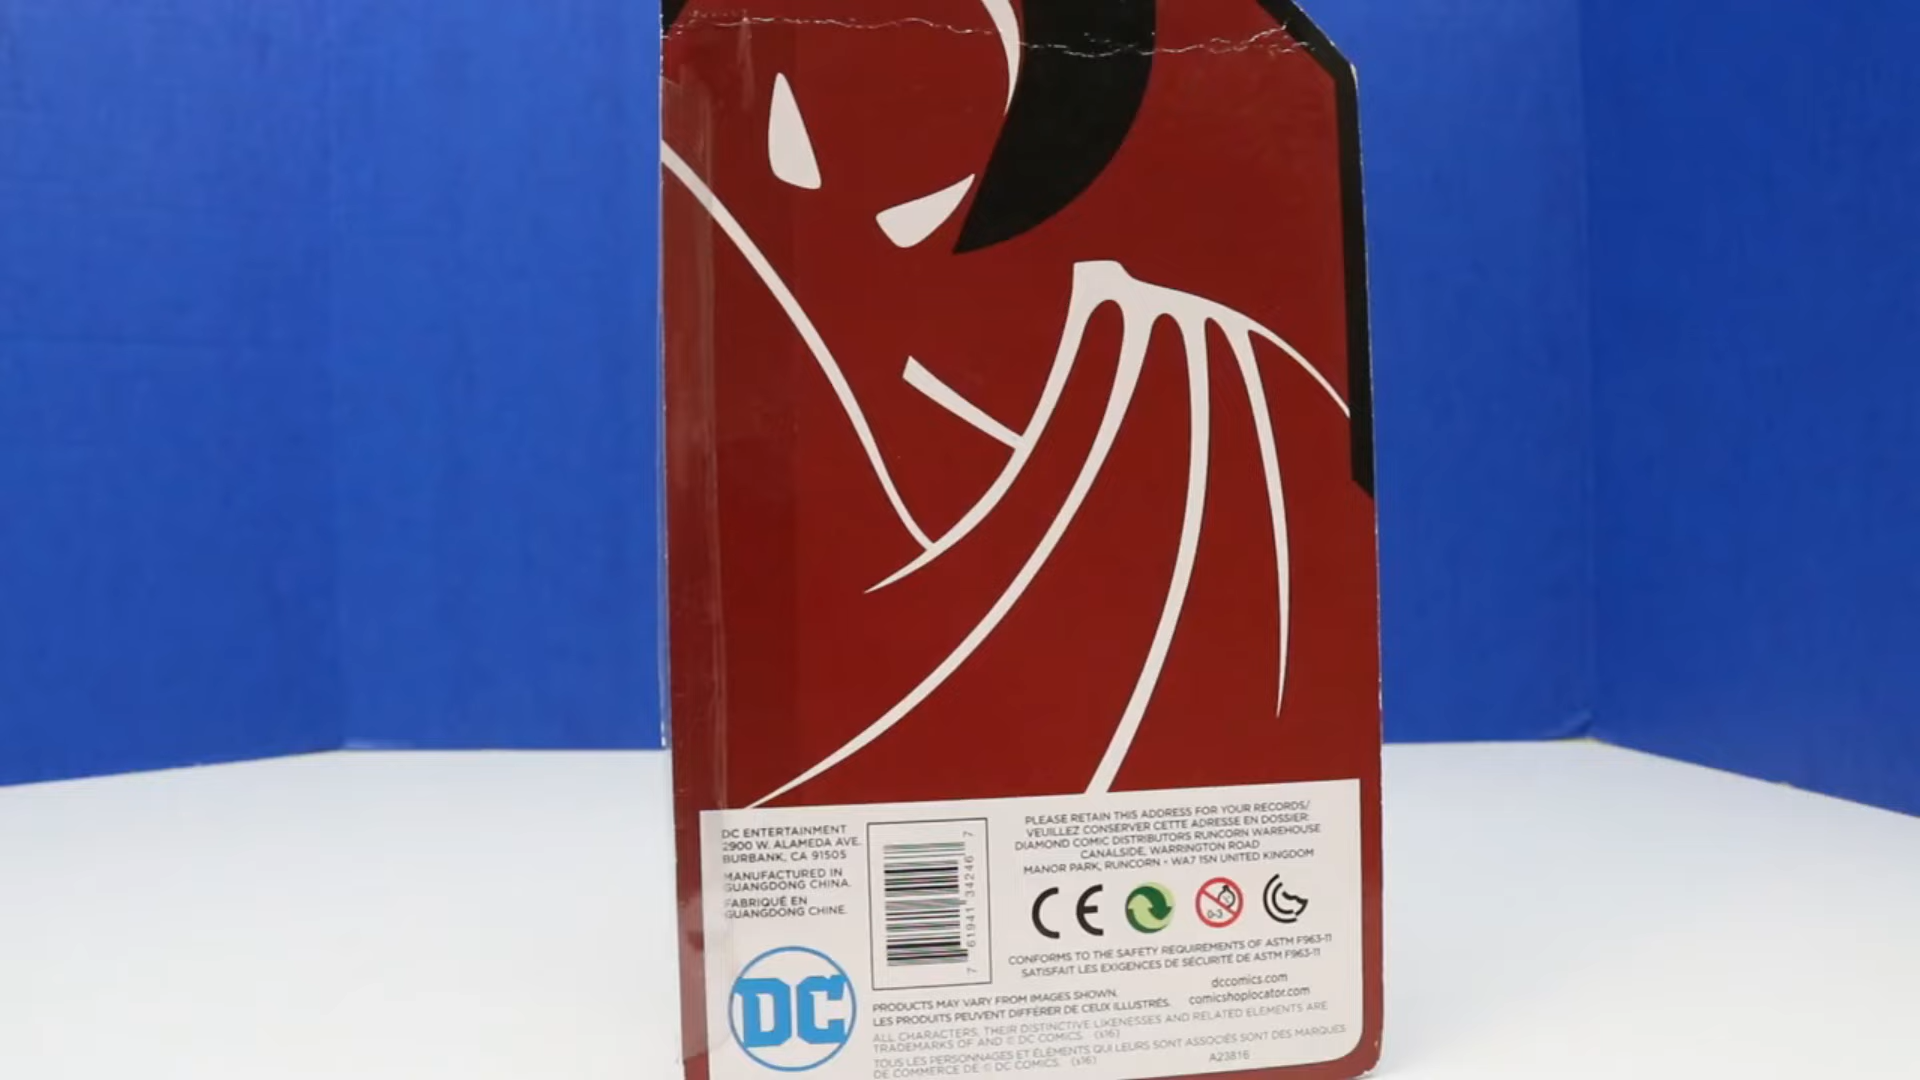 DC ENTERTAINMENT
2900 W. ALAMEDA AVE.
BURBANK, CA 91505
MANUFACTURED IN
GUANGDONG CHINA.
FABRIQUÉ EN
GUANGDONG CHINE.
DC
7 61941 34246 7
PLEASE RETAIN THIS ADDRESS FOR YOUR RECORDS/
VEUILLEZ CONSERVER CETTE ADRESSE EN DOSSIER:
DIAMOND COMIC DISTRIBUTORS RUNCORN WAREHOUSE
CANALSIDE, WARRINGTON ROAD
MANOR PARK, RUNCORN • WA7 1SN UNITED KINGDOM
CE
0-3
CONFORMS TO THE SAFETY REQUIREMENTS OF ASTM F963-11
SATISFAIT LES EXIGENCES DE SÉCURITÉ DE ASTM F963-11
dccomics.com
comicshoplocator.com
PRODUCTS MAY VARY FROM IMAGES SHOWN.
LES PRODUITS PEUVENT DIFFÉRER DE CEUX ILLUSTRÉS.
ALL CHARACTERS, THEIR DISTINCTIVE LIKENESSES AND RELATED ELEMENTS ARE
TRADEMARKS OF AND © DC COMICS. (s16)
TOUS LES PERSONNAGES ET ÉLÉMENTS QUI LEURS SONT ASSOCIÉS SONT DES MARQUES
DE COMMERCE DE © DC COMICS. (s16)
A23816